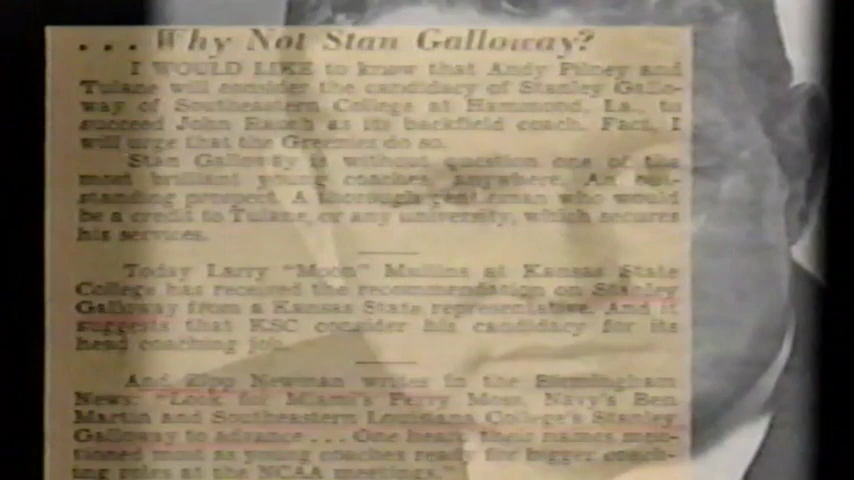 . . . Why Not Stan Galloway?
I WOULD LIKE to know that Andy Pilney and
Tulane will consider the candidacy of Stanley Gallo-
way of Southeastern College at Hammond, La., to
succeed John Rauch as its backfield coach. Fact, I
will urge that the Greenies do so.
Stan Galloway is without question one of the
most brilliant young coaches anywhere. An out-
standing prospect. A thorough gentleman who would
be a credit to Tulane, or any university, which secures
his services.
Today Larry "Moon" Mullins at Kansas State
College has received the recommendation on Stanley
Galloway from a Kansas State representative. And it
suggests that KSC consider his candidacy for its
head coaching job.
And Zipp Newman writes in the Birmingham
News: "Look for Miami's Perry Moss, Navy's Ben
Martin and Southeastern Louisiana College's Stanley
Galloway to advance . . . One heard their names men-
tioned most as young coaches ready for bigger coach-
ing roles at the NCAA meetings."